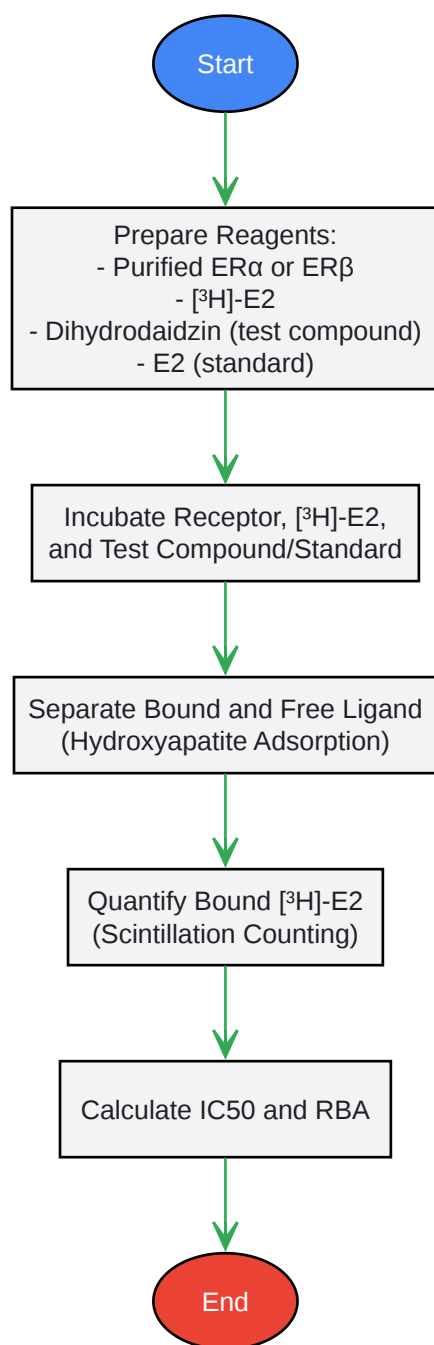 Start
Prepare Reagents:
- Purified ERα or ERβ
- [³H]-E2
- Dihydrodaidzin (test compound)
- E2 (standard)
Incubate Receptor, [³H]-E2,
and Test Compound/Standard
Separate Bound and Free Ligand
(Hydroxyapatite Adsorption)
Quantify Bound [³H]-E2
(Scintillation Counting)
Calculate IC50 and RBA
End